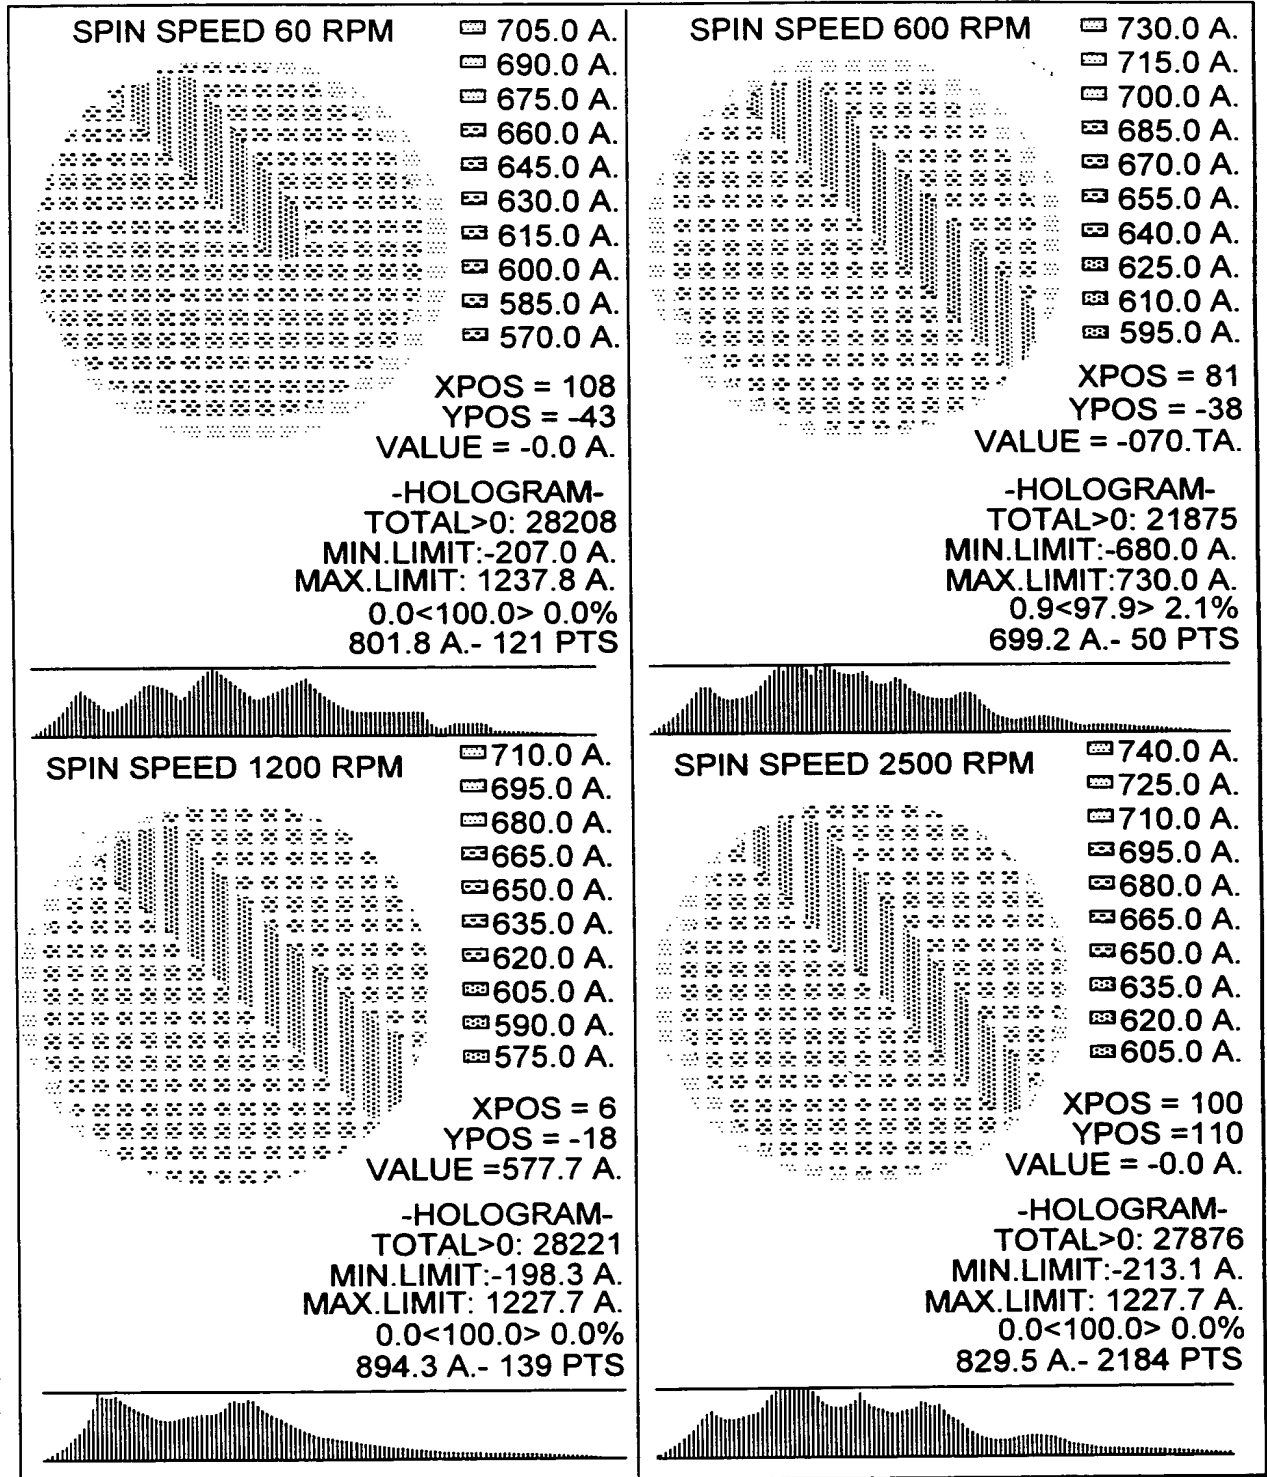 SPIN SPEED 60 RPM
705.0 A.
690.0 A.
675.0 A.
660.0 A.
645.0 A.
630.0 A.
615.0 A.
600.0 A.
585.0 A.
570.0 A.
XPOS = 108
YPOS = -43
VALUE = -0.0 A.
-HOLOGRAM-
TOTAL>0: 28208
MIN.LIMIT:-207.0 A.
MAX.LIMIT: 1237.8 A.
0.0<100.0> 0.0%
801.8 A.- 121 PTS
SPIN SPEED 600 RPM
730.0 A.
715.0 A.
700.0 A.
685.0 A.
670.0 A.
655.0 A.
640.0 A.
625.0 A.
610.0 A.
595.0 A.
XPOS = 81
YPOS = -38
VALUE = -070.TA.
-HOLOGRAM-
TOTAL>0: 21875
MIN.LIMIT:-680.0 A.
MAX.LIMIT:730.0 A.
0.9<97.9> 2.1%
699.2 A.- 50 PTS
SPIN SPEED 1200 RPM
710.0 A.
695.0 A.
680.0 A.
665.0 A.
650.0 A.
635.0 A.
620.0 A.
605.0 A.
590.0 A.
575.0 A.
XPOS = 6
YPOS = -18
VALUE =577.7 A.
-HOLOGRAM-
TOTAL>0: 28221
MIN.LIMIT:-198.3 A.
MAX.LIMIT: 1227.7 A.
0.0<100.0> 0.0%
894.3 A.- 139 PTS
SPIN SPEED 2500 RPM
740.0 A.
725.0 A.
710.0 A.
695.0 A.
680.0 A.
665.0 A.
650.0 A.
635.0 A.
620.0 A.
605.0 A.
XPOS = 100
YPOS =110
VALUE = -0.0 A.
-HOLOGRAM-
TOTAL>0: 27876
MIN.LIMIT:-213.1 A.
MAX.LIMIT: 1227.7 A.
0.0<100.0> 0.0%
829.5 A.- 2184 PTS